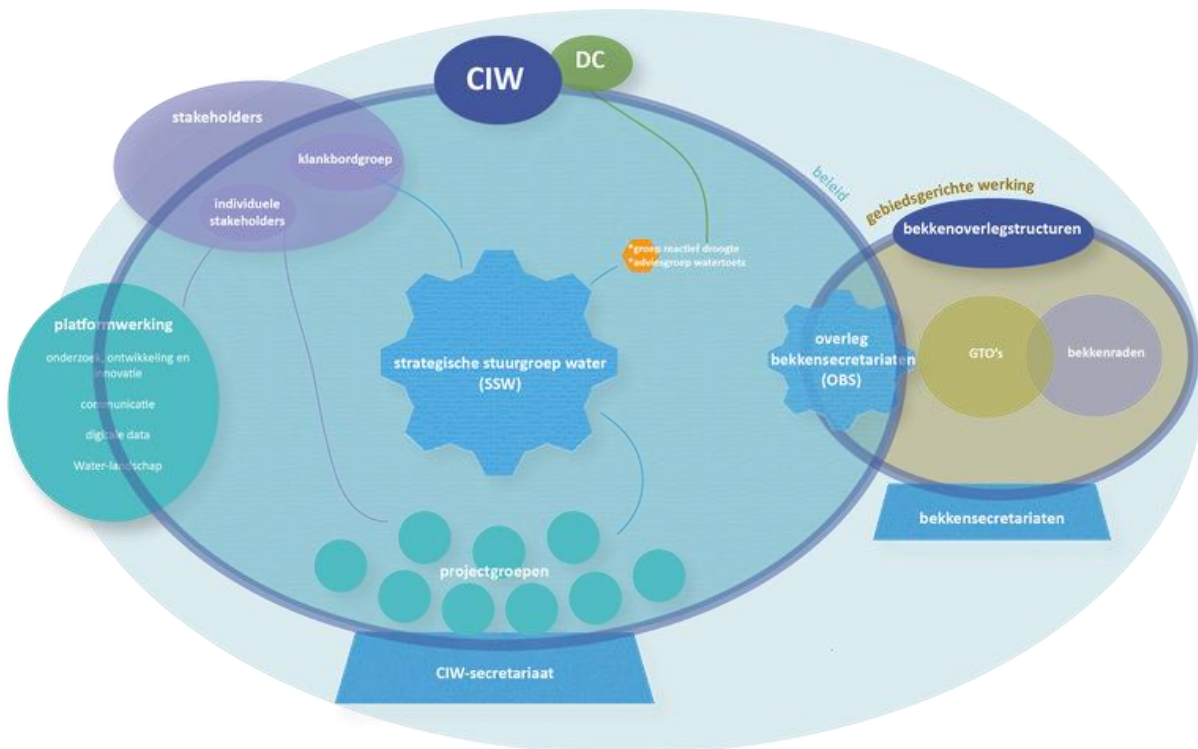 CIW
DC
stakeholders
klankbordgroep
individuele
stakeholders
beleid
gebiedsgerichte werking
bekkenoverlegstructuren
*groep reactief droogte
*adviesgroep watertoets
platformwerking
onderzoek, ontwikkeling en
innovatie
communicatie
digitale data
Water-landschap
strategische stuurgroep water
(SSW)
overleg
bekkensecretariaten
(OBS)
GTO's
bekkenraden
bekkensecretariaten
projectgroepen
CIW-secretariaat